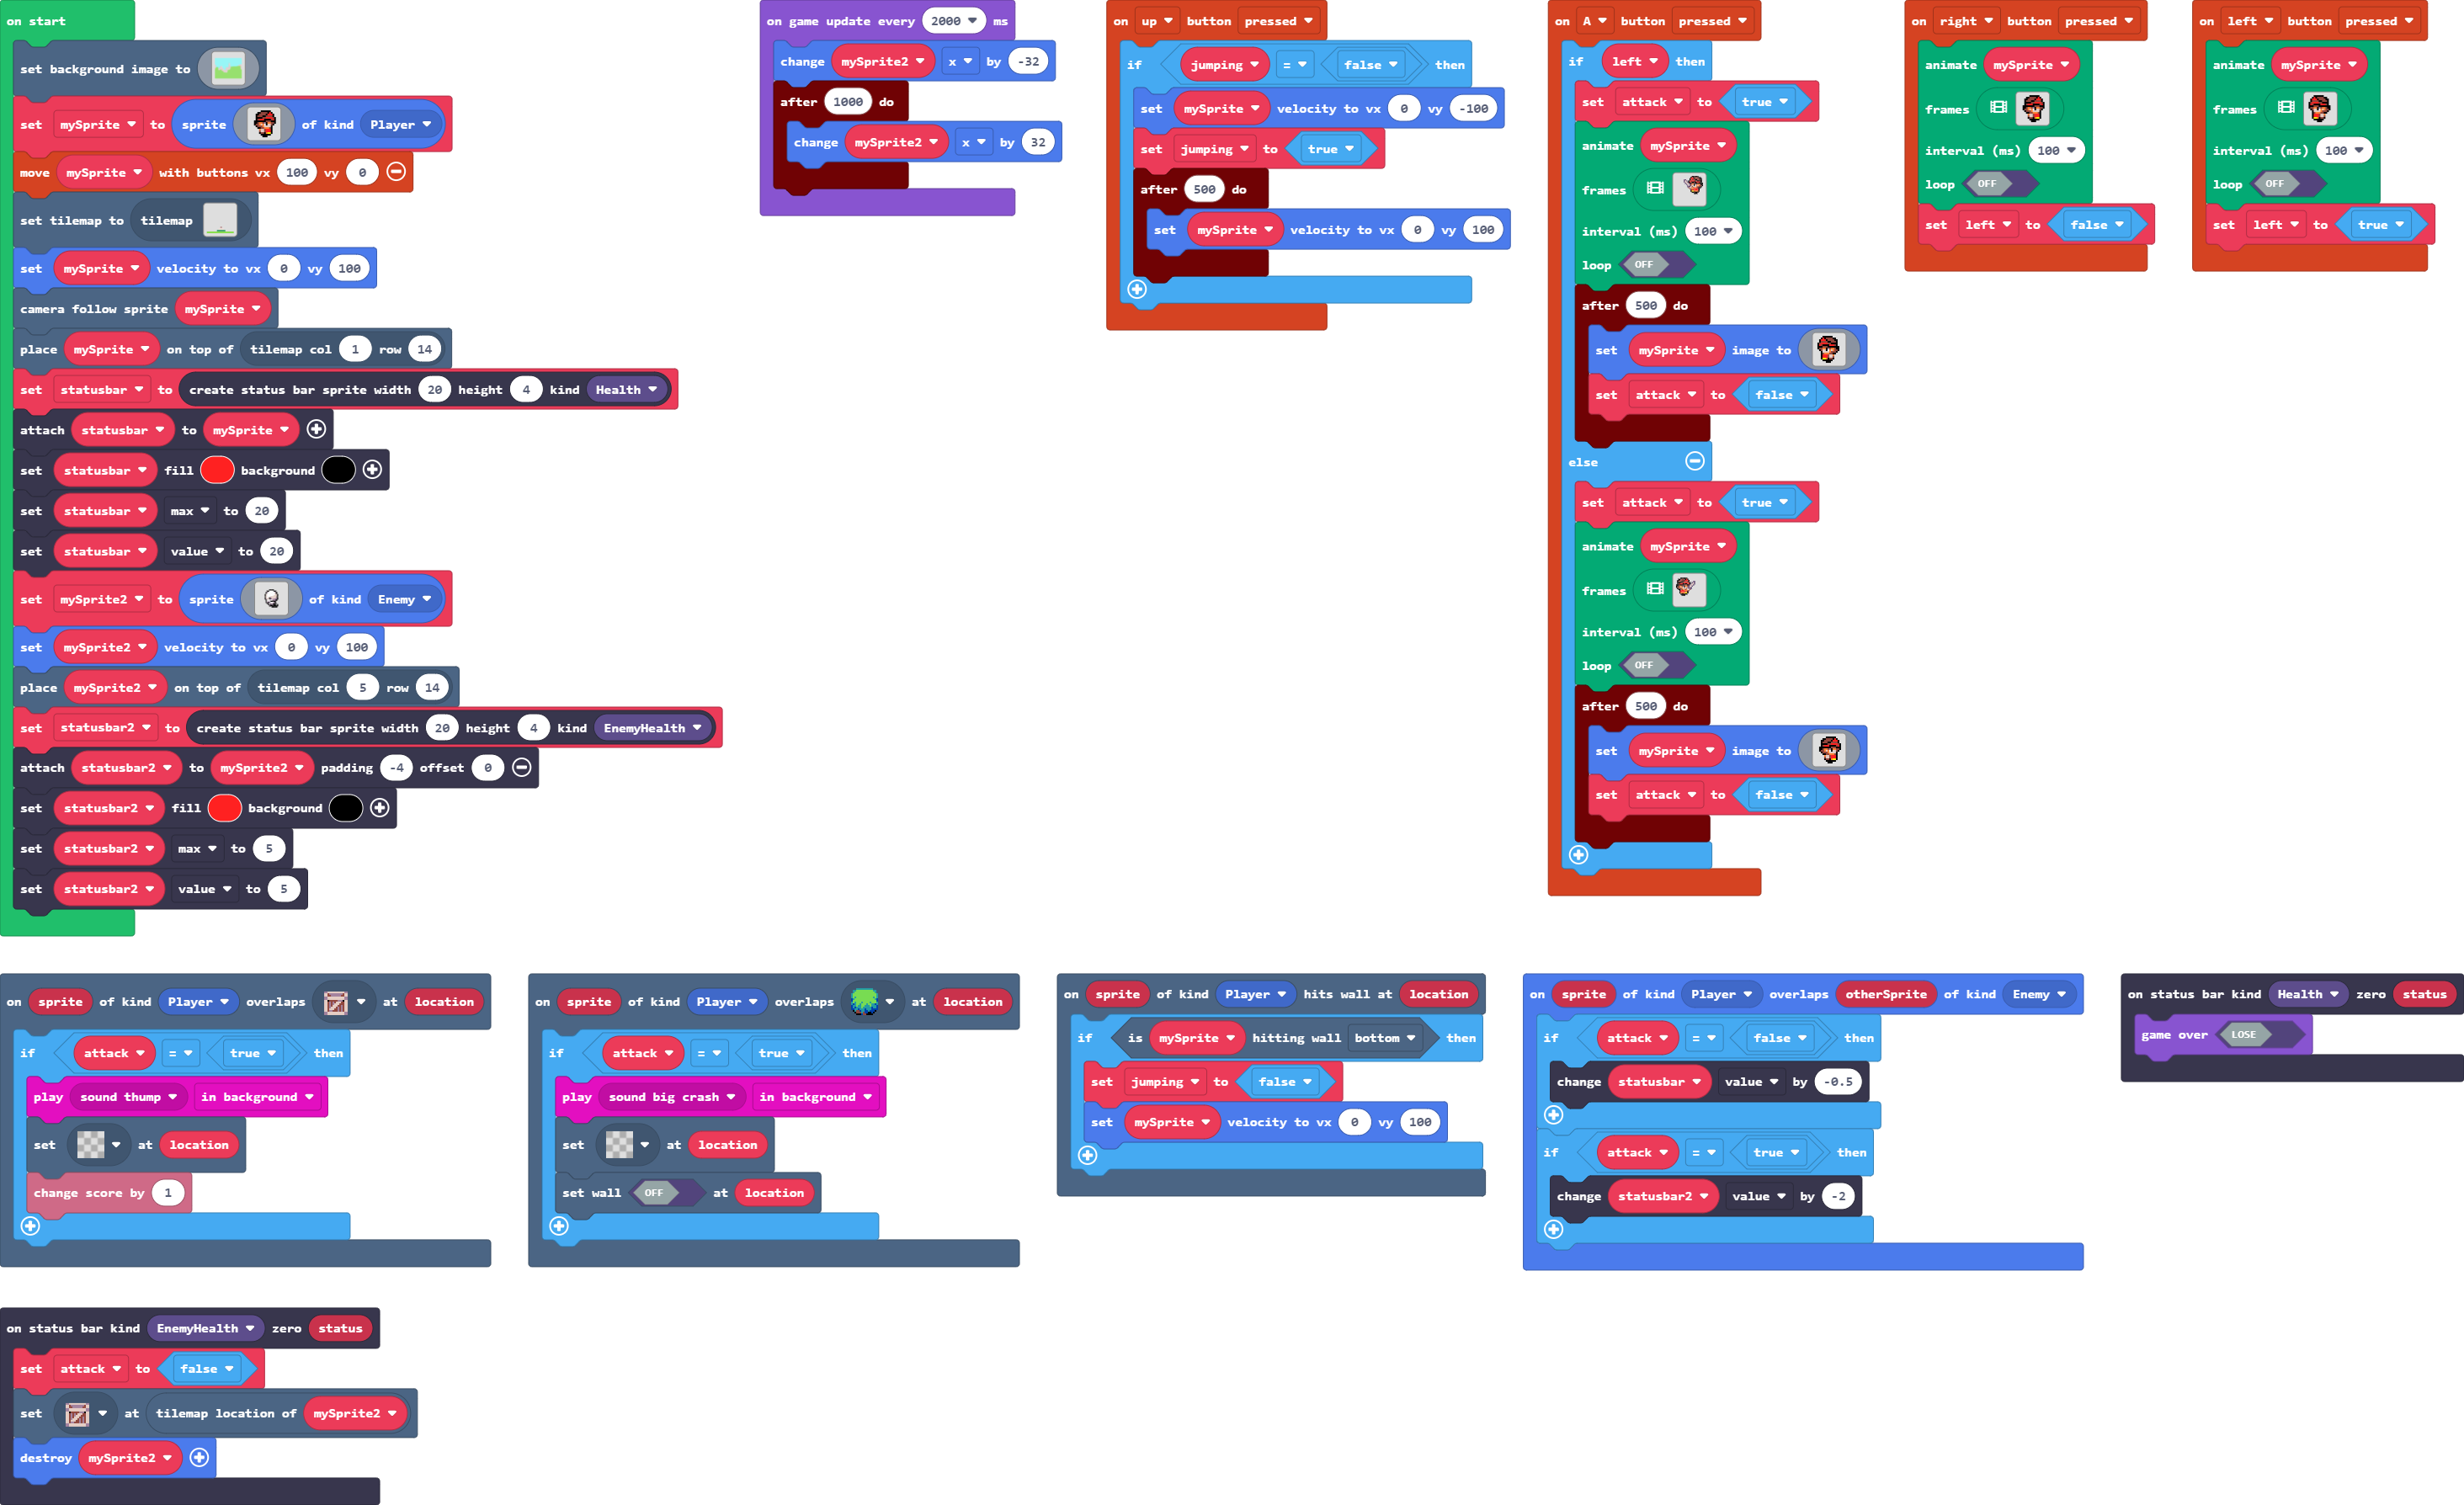 on start
set background image to
set mySprite to sprite of kind Player
move mySprite with buttons vx 100 vy 0
set tilemap to tilemap
set mySprite velocity to vx 0 vy 100
camera follow sprite mySprite
place mySprite on top of tilemap col 1 row 14
set statusbar to create status bar sprite width 20 height 4 kind Health
attach statusbar to mySprite
set statusbar fill background
set statusbar max to 20
set statusbar value to 20
set mySprite2 to sprite of kind Enemy
set mySprite2 velocity to vx 0 vy 100
place mySprite2 on top of tilemap col 5 row 14
set statusbar2 to create status bar sprite width 20 height 4 kind EnemyHealth
attach statusbar2 to mySprite2 padding -4 offset 0
set statusbar2 fill background
set statusbar2 max to 5
set statusbar2 value to 5
on game update every 2000 ms
change mySprite2 x by -32
after 1000 do
change mySprite2 x by 32
on up button pressed
if jumping = false then
set mySprite velocity to vx 0 vy -100
set jumping to true
after 500 do
set mySprite velocity to vx 0 vy 100
on A button pressed
if left then
set attack to true
animate mySprite
frames
interval (ms) 100
loop OFF
after 500 do
set mySprite image to
set attack to false
else
set attack to true
animate mySprite
frames
interval (ms) 100
loop OFF
after 500 do
set mySprite image to
set attack to false
on right button pressed
animate mySprite
frames
interval (ms) 100
loop OFF
set left to false
on left button pressed
animate mySprite
frames
interval (ms) 100
loop OFF
set left to true
on sprite of kind Player overlaps at location
if attack = true then
play sound thump in background
set at location
change score by 1
on sprite of kind Player overlaps at location
if attack = true then
play sound big crash in background
set at location
set wall OFF at location
on sprite of kind Player hits wall at location
if is mySprite hitting wall bottom then
set jumping to false
set mySprite velocity to vx 0 vy 100
on sprite of kind Player overlaps otherSprite of kind Enemy
if attack = false then
change statusbar value by -0.5
if attack = true then
change statusbar2 value by -2
on status bar kind Health zero status
game over LOSE
on status bar kind EnemyHealth zero status
set attack to false
set at tilemap location of mySprite2
destroy mySprite2